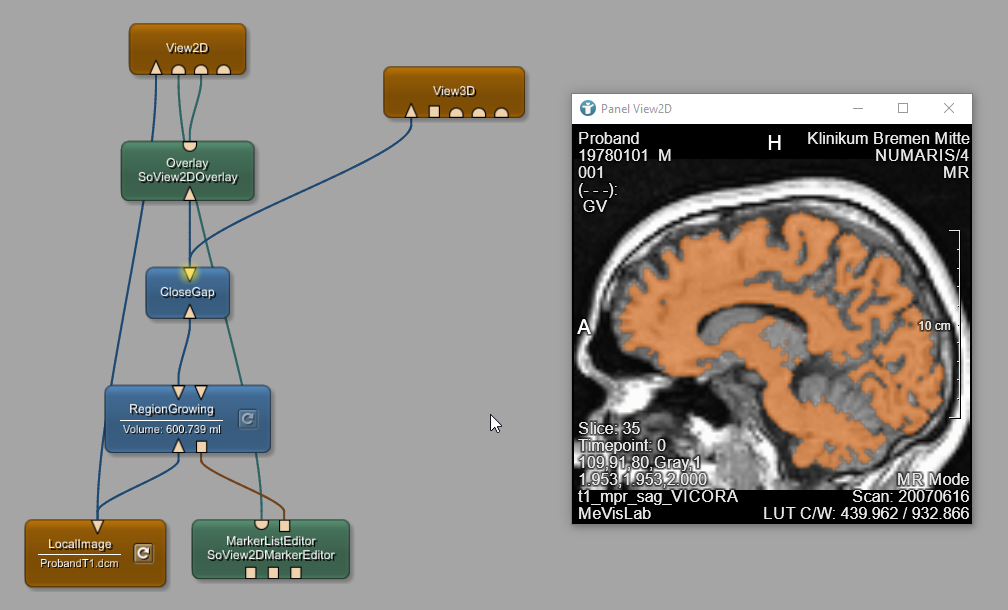 View2D
View3D
Overlay
SoView2DOverlay
CloseGap
RegionGrowing
Volume: 600.739 ml
LocalImage
ProbandT1.dcm
MarkerListEditor
SoView2DMarkerEditor
Panel View2D
Proband
19780101 M
001
(- - -):
GV
H
Klinikum Bremen Mitte
NUMARIS/4
MR
A
10 cm
Slice: 35
Timepoint: 0
109,91,80,Gray,1
1.953,1.953,2.000
t1_mpr_sag_VICORA
MeVisLab
MR Mode
Scan: 20070616
LUT C/W: 439.962 / 932.866